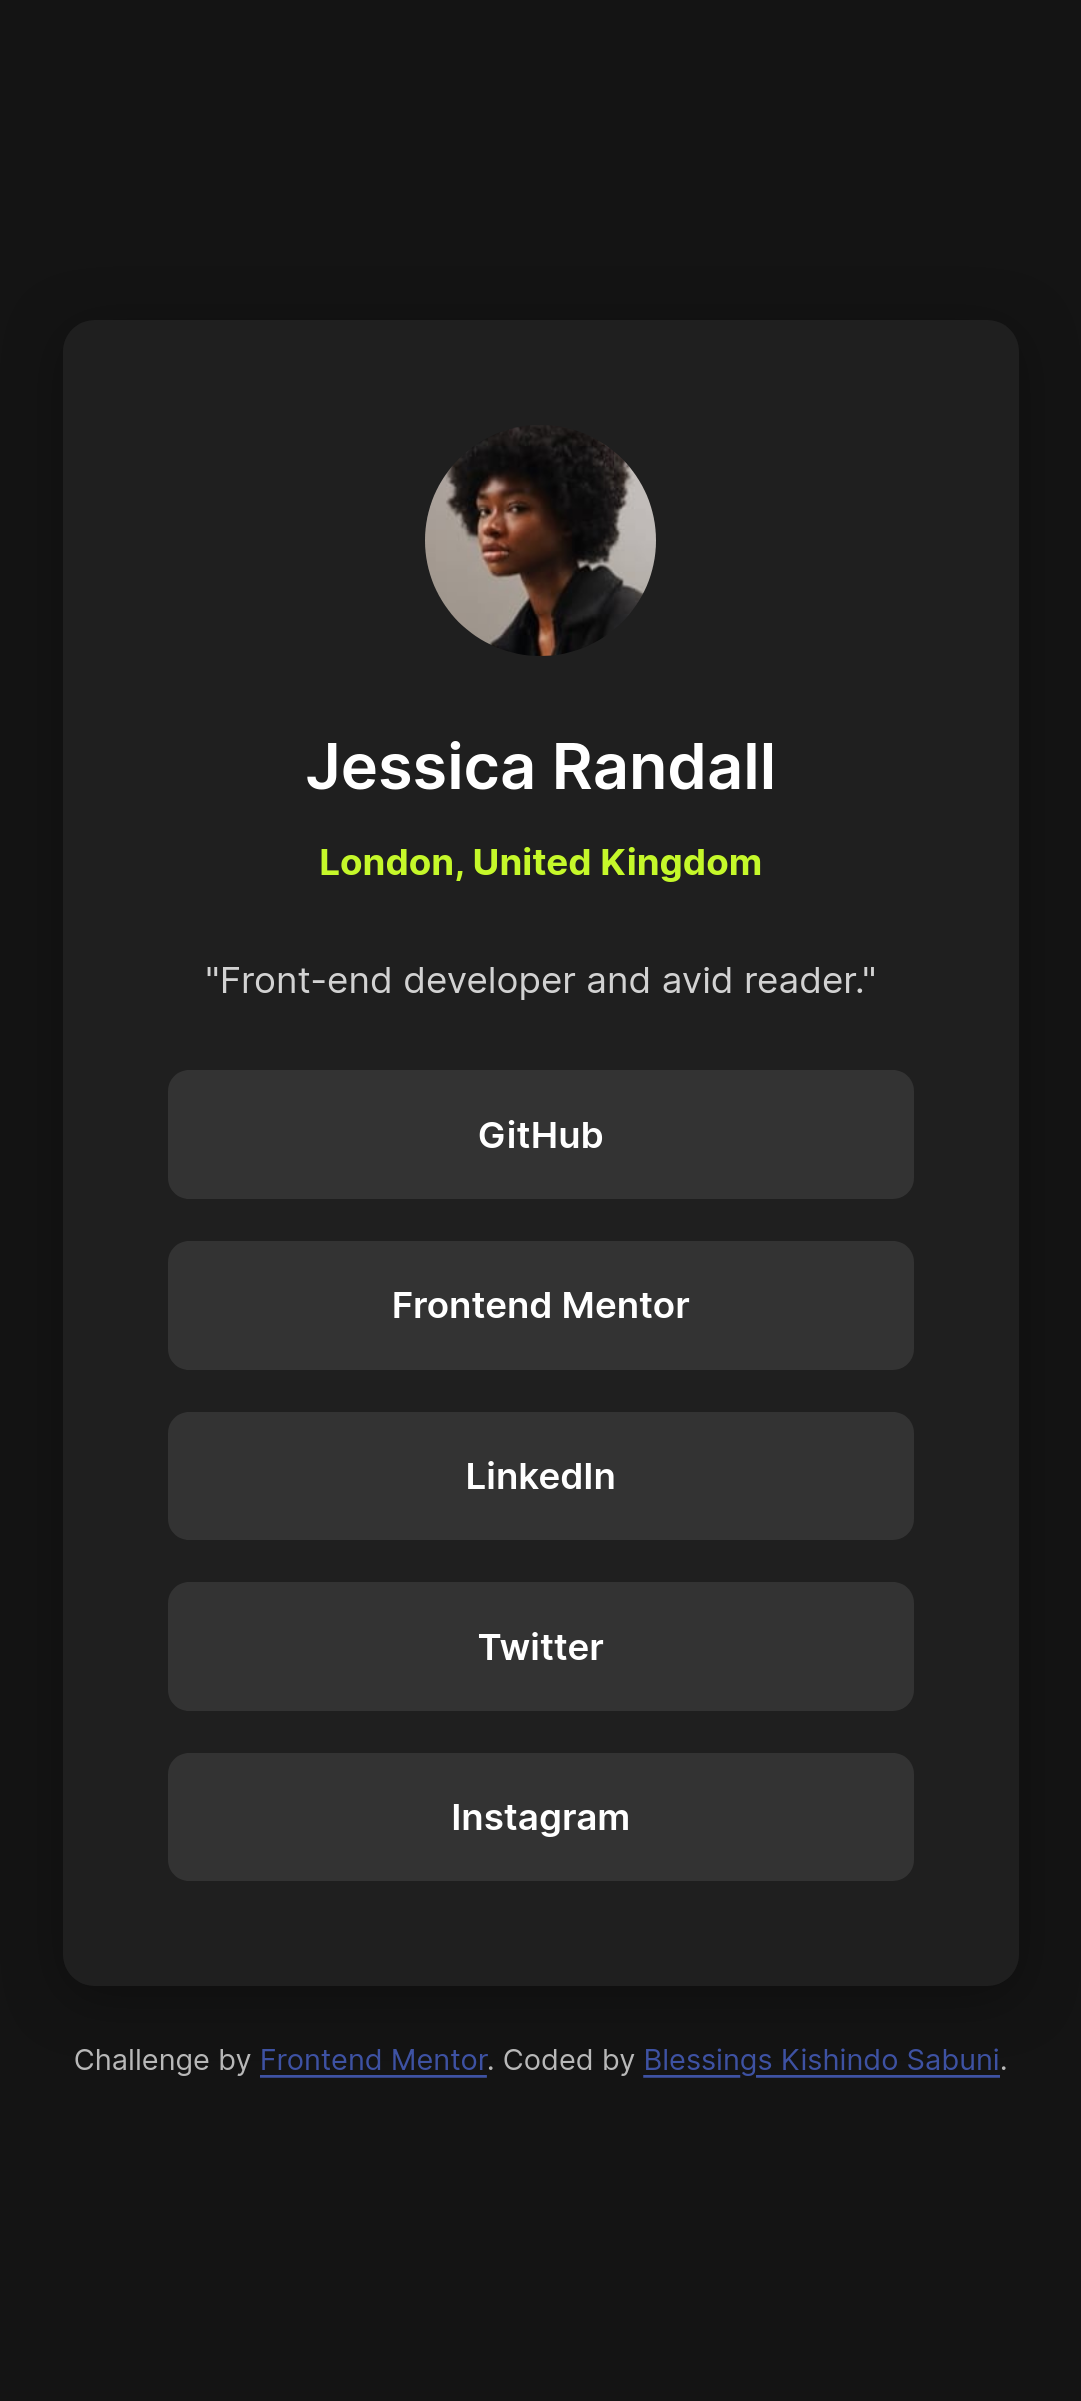 Jessica Randall
London, United Kingdom
"Front-end developer and avid reader."
GitHub
Frontend Mentor
LinkedIn
Twitter
Instagram
Challenge by Frontend Mentor. Coded by Blessings Kishindo Sabuni.